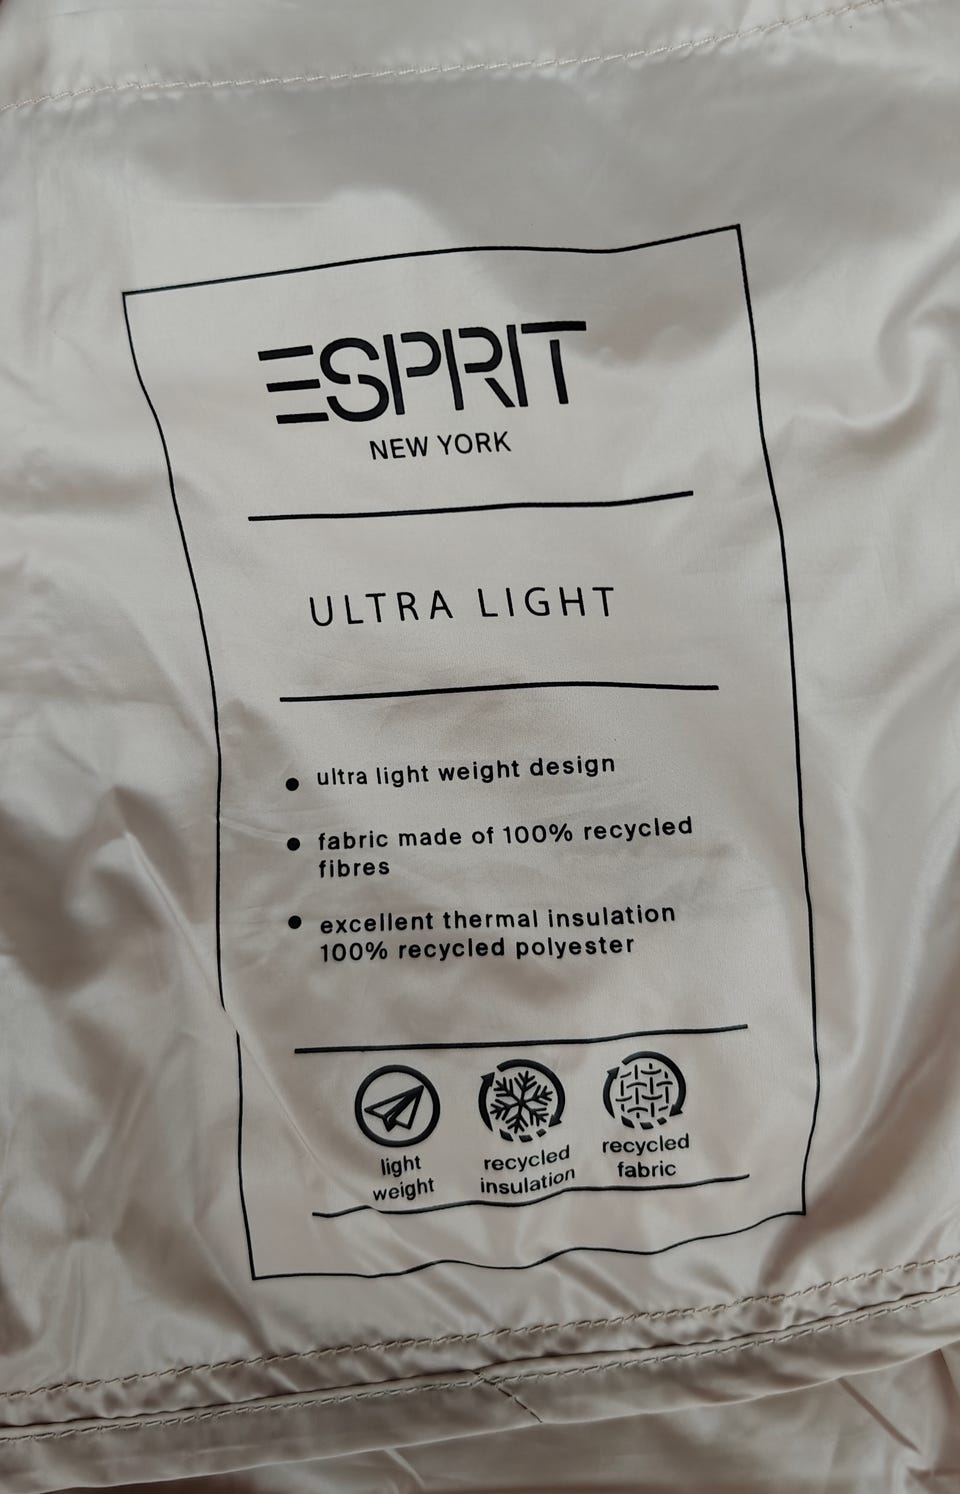 ESPRIT
NEW YORK
ULTRA LIGHT
• ultra light weight design
• fabric made of 100% recycled
fibres
• excellent thermal insulation
100% recycled polyester
light
weight
recycled
insulation
recycled
fabric